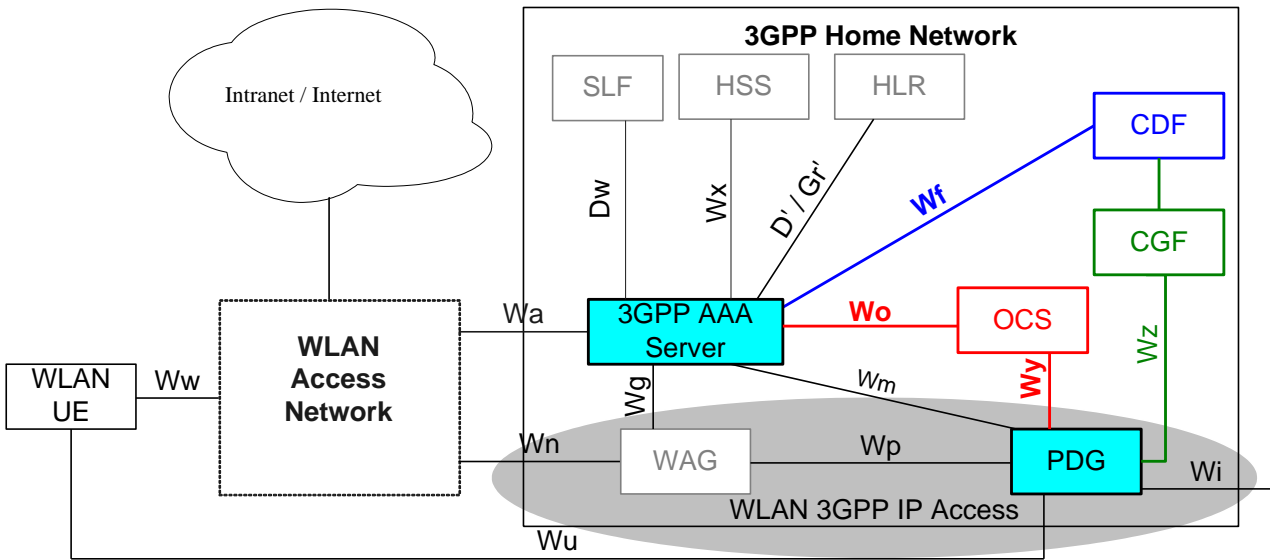 3GPP Home Network
Intranet / Internet
SLF
HSS
HLR
CDF
Dw
Wx
D' / Gr'
Wf
CGF
Wa
3GPP AAA
Server
Wo
OCS
Wz
WLAN
Access
Network
WLAN
UE
Ww
Wg
Wm
Wy
Wn
WAG
Wp
PDG
Wi
WLAN 3GPP IP Access
Wu